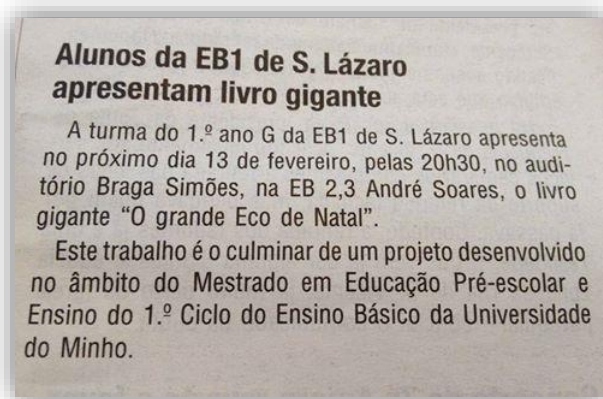 Alunos da EB1 de S. Lázaro
apresentam livro gigante
A turma do 1.º ano G da EB1 de S. Lázaro apresenta
no próximo dia 13 de fevereiro, pelas 20h30, no audi-
tório Braga Simões, na EB 2,3 André Soares, o livro
gigante “O grande Eco de Natal”.
Este trabalho é o culminar de um projeto desenvolvido
no âmbito do Mestrado em Educação Pré-escolar e
Ensino do 1.º Ciclo do Ensino Básico da Universidade
do Minho.